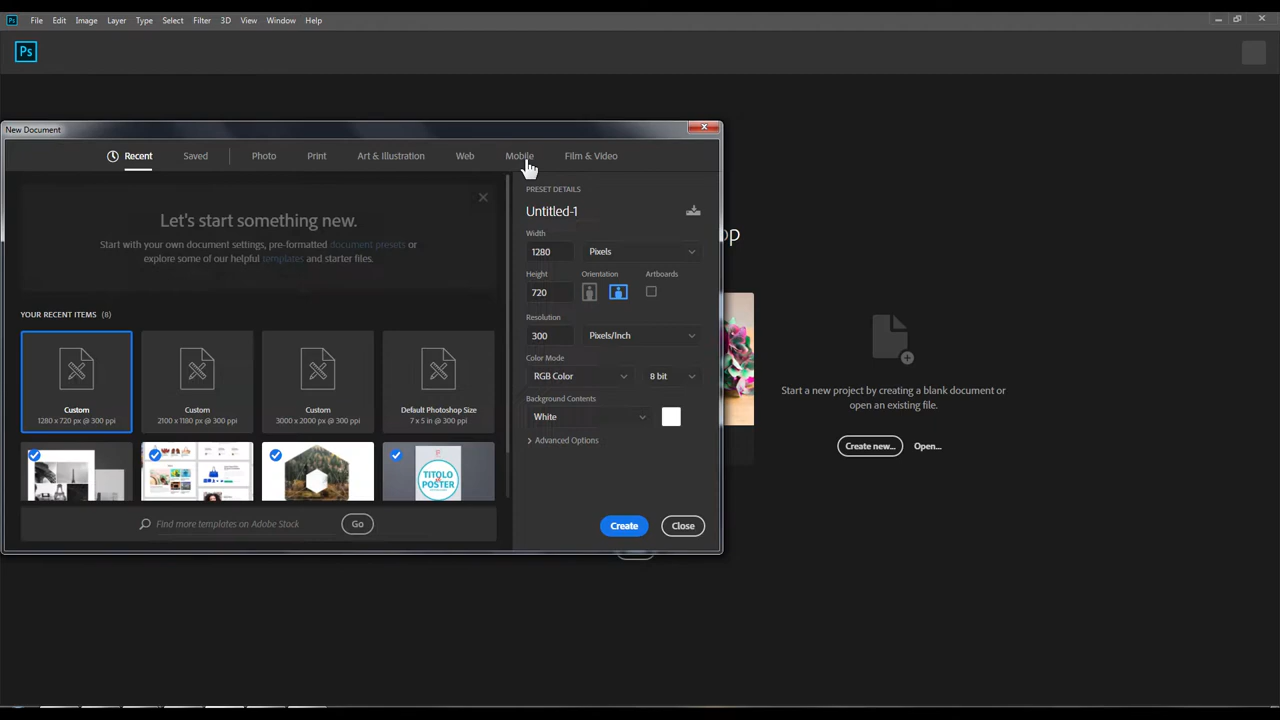 Ps File Edit Image Layer Type Select Filter 3D View Window Help
Ps
New Document
Recent Saved Photo Print Art & Illustration Web Mobile Film & Video
Let's start something new.
Start with your own document settings, pre-formatted document presets or
explore some of our helpful templates and starter files.
YOUR RECENT ITEMS (8)
Custom
1280 x 720 px @ 300 ppi
Custom
2100 x 1180 px @ 300 ppi
Custom
3000 x 2000 px @ 300 ppi
Default Photoshop Size
7 x 5 in @ 300 ppi
TITOLO
POSTER
Find more templates on Adobe Stock Go
PRESET DETAILS
Untitled-1
Width
1280 Pixels
Height Orientation Artboards
720
Resolution
300 Pixels/Inch
Color Mode
RGB Color 8 bit
Background Contents
White
Advanced Options
Create Close
op
Start a new project by creating a blank document or
open an existing file.
Create new... Open...